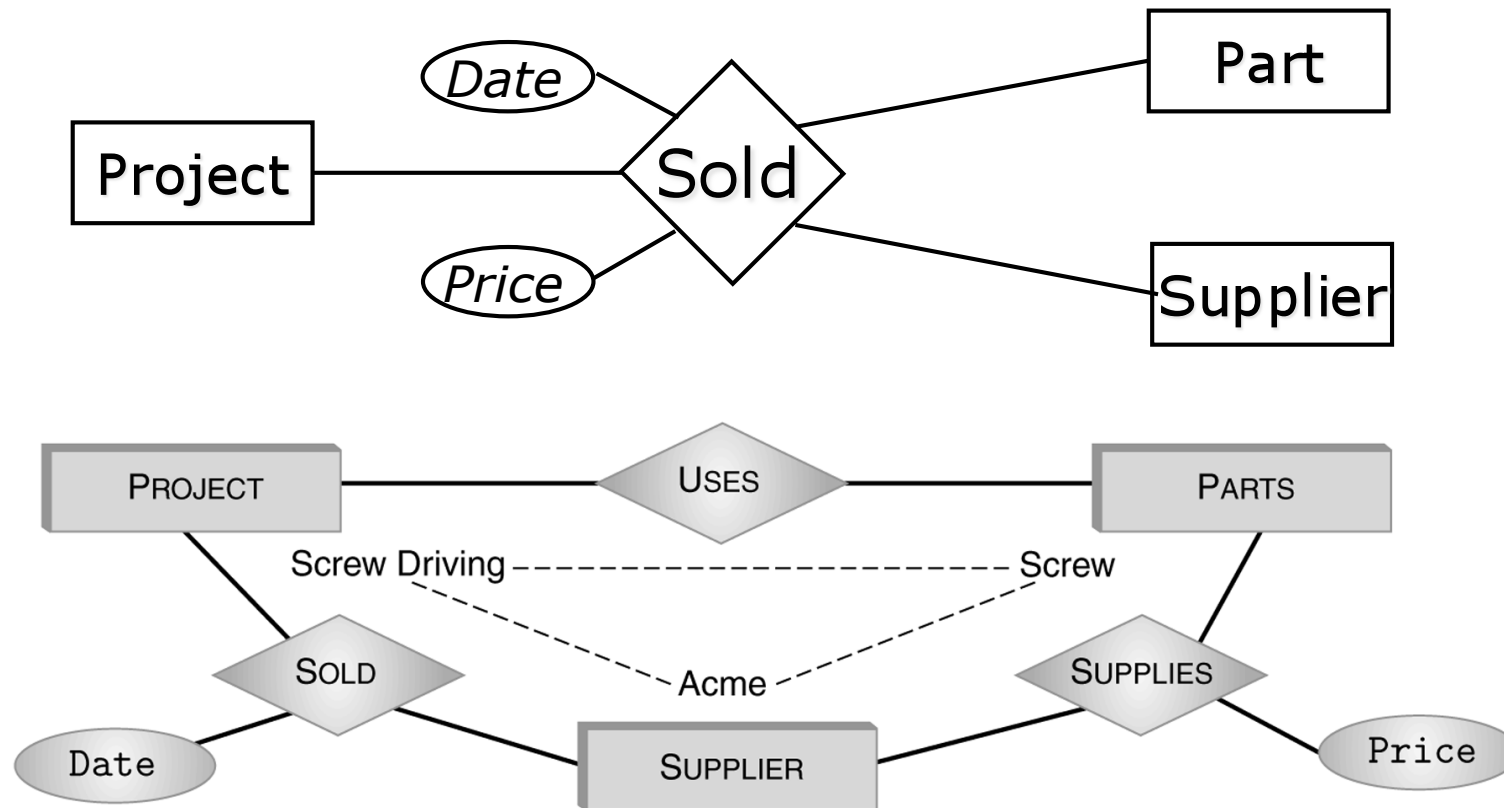 Date
Part
Project
Sold
Price
Supplier
PROJECT
USES
PARTS
Screw Driving
Screw
SOLD
SUPPLIES
Acme
Date
SUPPLIER
Price